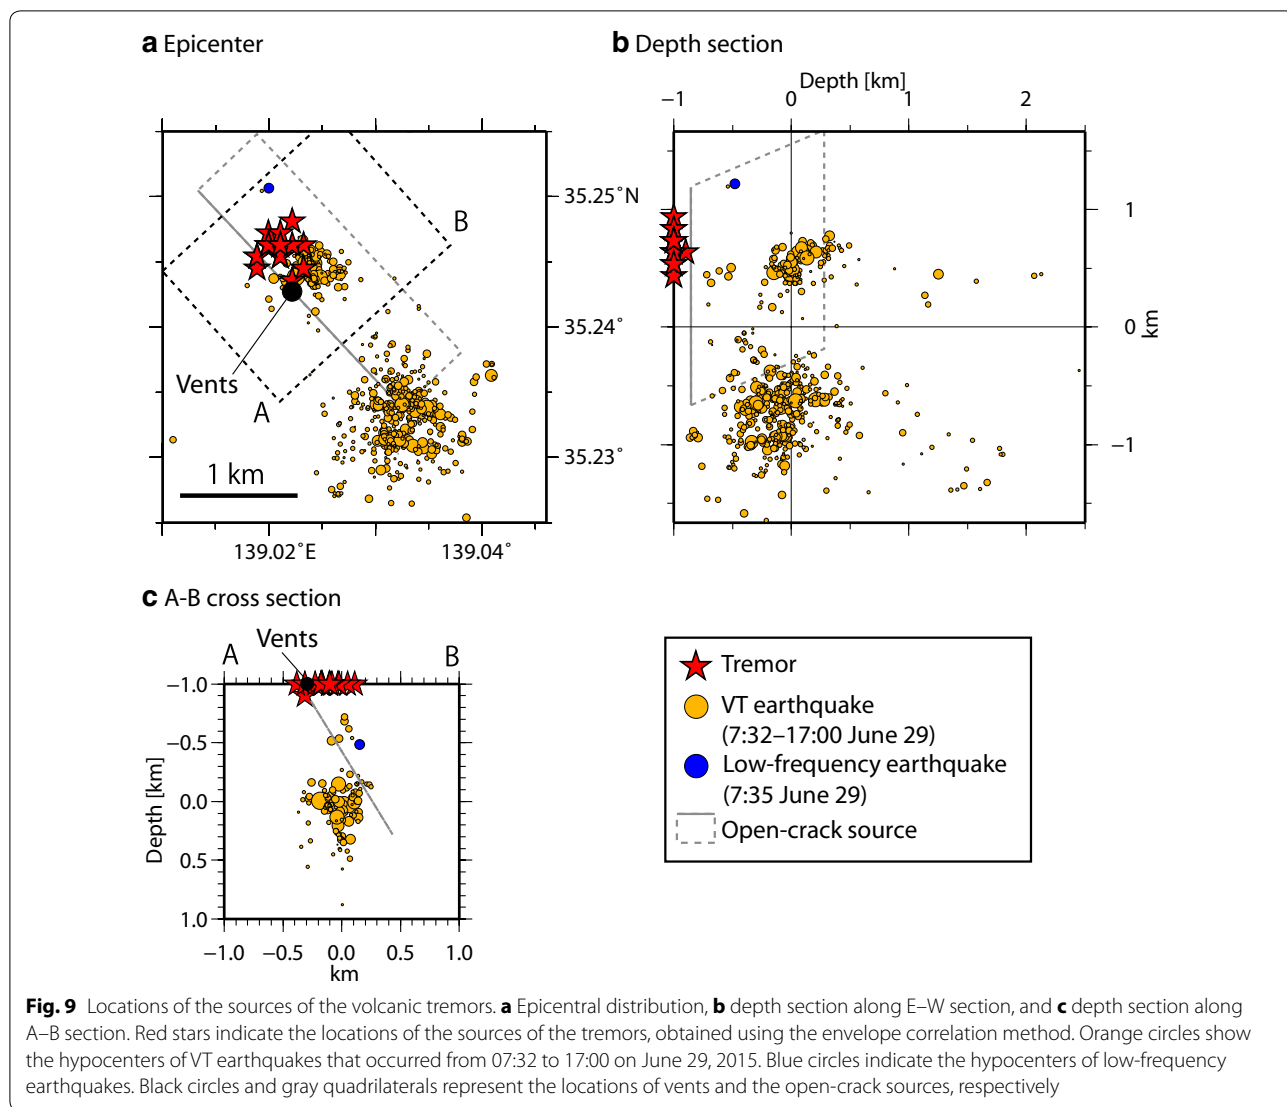 a Epicenter
b Depth section
Depth [km]
−1 0 1 2
B
A
Vents
1 km
35.25˚N
35.24˚
35.23˚
139.02˚E 139.04˚
1
0
−1
km
c A-B cross section
Vents
A B
−1.0
−0.5
0.0
0.5
1.0
Depth [km]
−1.0 −0.5 0.0 0.5 1.0
km
Tremor
VT earthquake
(7:32–17:00 June 29)
Low-frequency earthquake
(7:35 June 29)
Open-crack source
Fig. 9 Locations of the sources of the volcanic tremors. a Epicentral distribution, b depth section along E–W section, and c depth section along
A–B section. Red stars indicate the locations of the sources of the tremors, obtained using the envelope correlation method. Orange circles show
the hypocenters of VT earthquakes that occurred from 07:32 to 17:00 on June 29, 2015. Blue circles indicate the hypocenters of low-frequency
earthquakes. Black circles and gray quadrilaterals represent the locations of vents and the open-crack sources, respectively